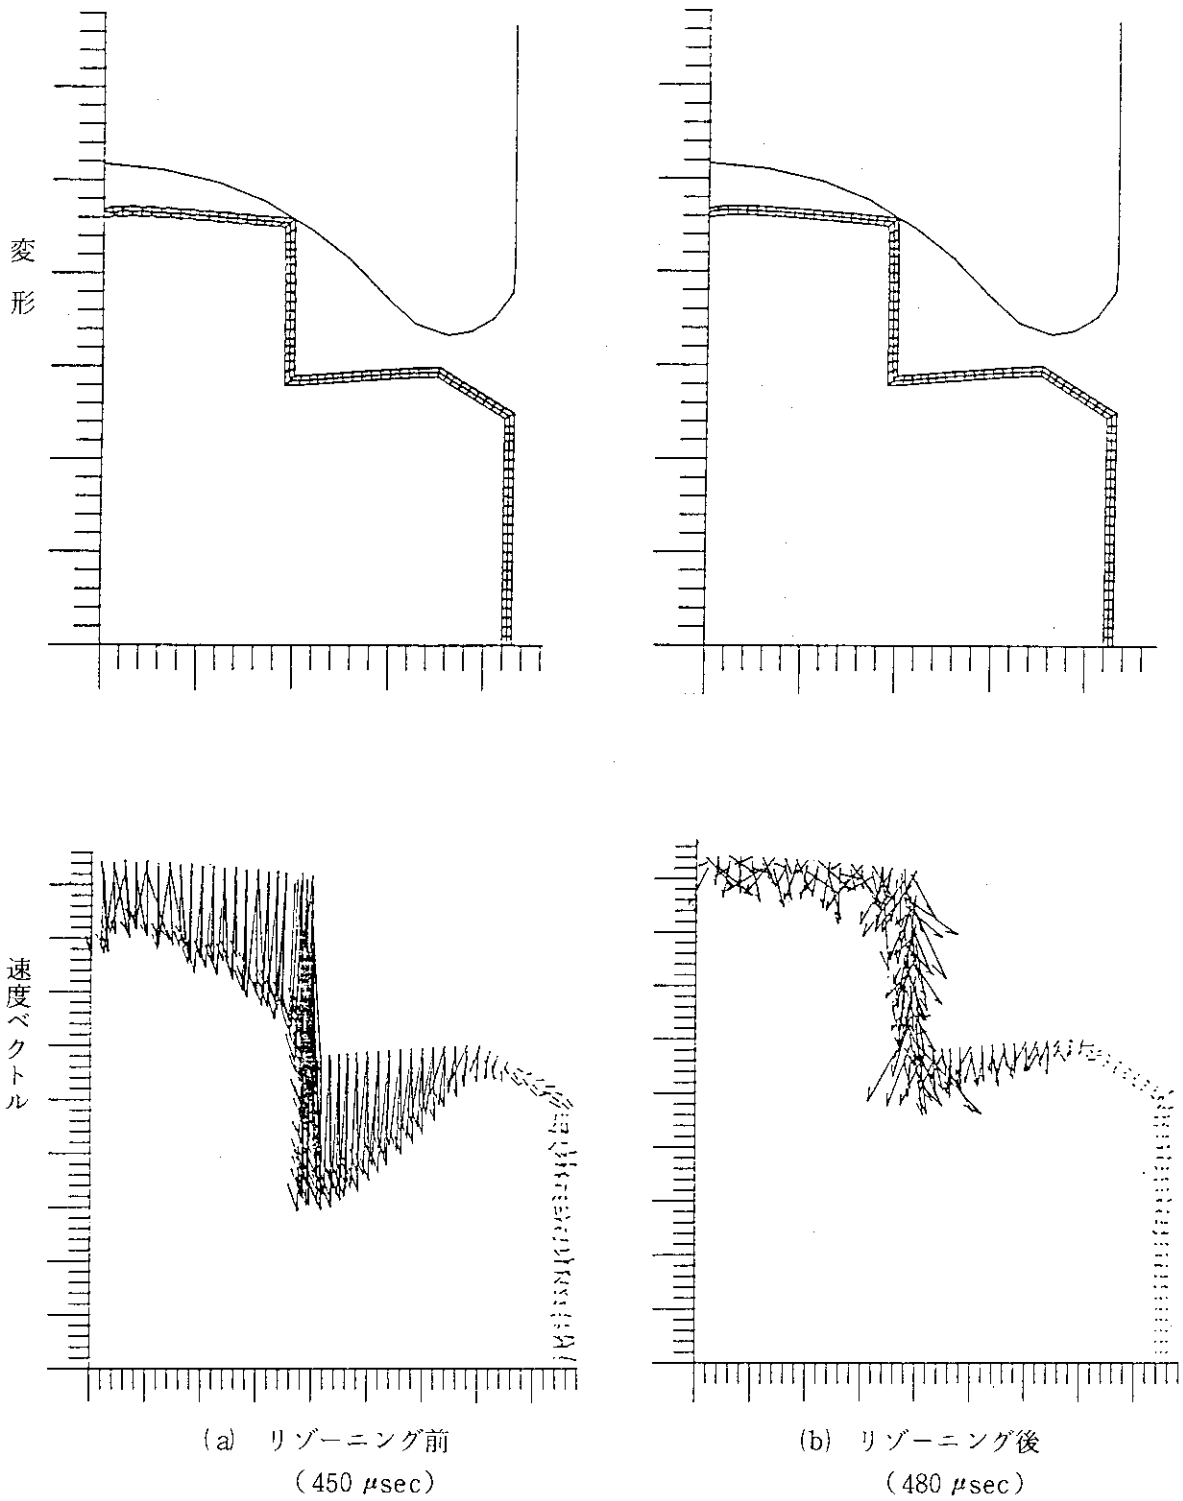 変形
速度ベクトル
(a) リゾーニング前
(450 μsec)
(b) リゾーニング後
(480 μsec)